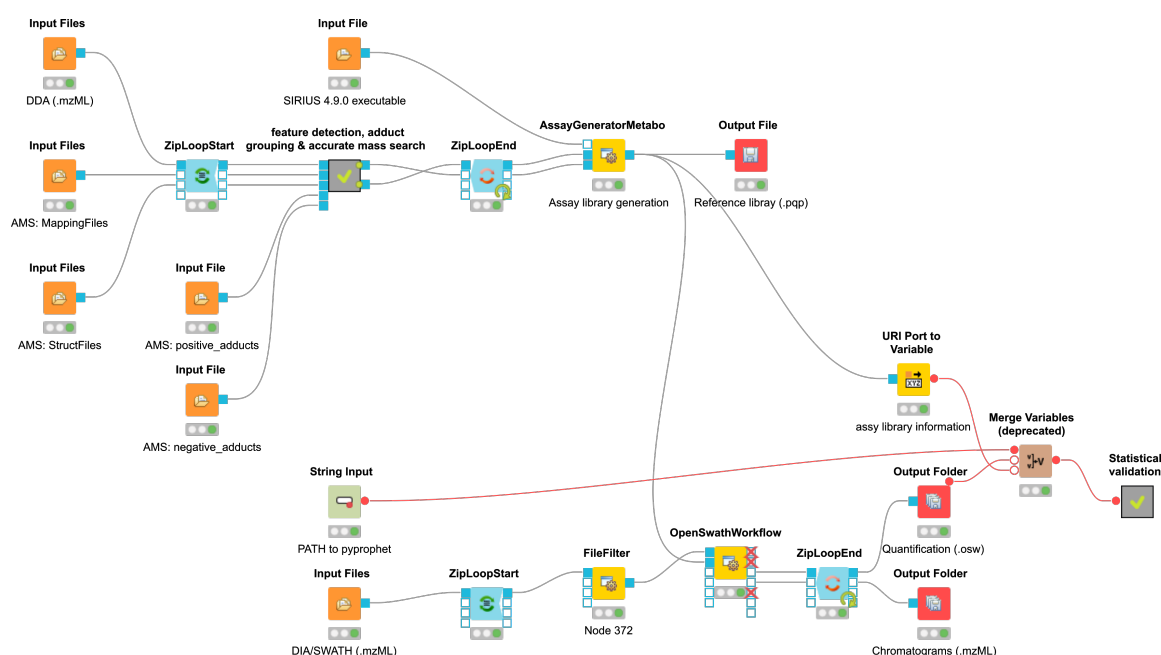 Input Files
DDA (.mzML)
Input File
SIRIUS 4.9.0 executable
Input Files
AMS: MappingFiles
ZipLoopStart
feature detection, adduct
grouping & accurate mass search
ZipLoopEnd
AssayGeneratorMetabo
Assay library generation
Output File
Reference libray (.pqp)
Input Files
AMS: StructFiles
Input File
AMS: positive_adducts
Input File
AMS: negative_adducts
URI Port to
Variable
XYZ
assy library information
Merge Variables
(deprecated)
V
V
V
Statistical
validation
String Input
PATH to pyprophet
Output Folder
Quantification (.osw)
Input Files
DIA/SWATH (.mzML)
ZipLoopStart
FileFilter
Node 372
OpenSwathWorkflow
ZipLoopEnd
Output Folder
Chromatograms (.mzML)